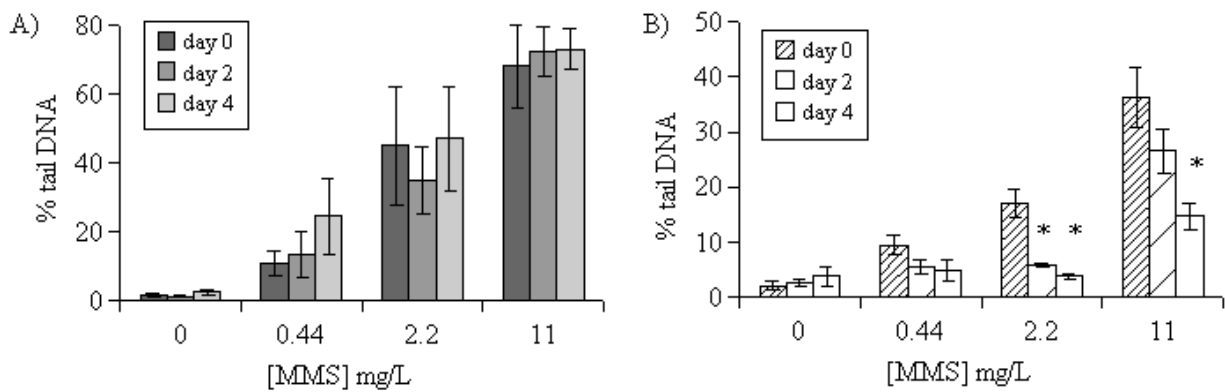 A)
80
60
40
20
0
% tail DNA
day 0
day 2
day 4
0 0.44 2.2 11
[MMS] mg/L
B)
50
40
30
20
10
0
% tail DNA
day 0
day 2
day 4
* * *
0 0.44 2.2 11
[MMS] mg/L